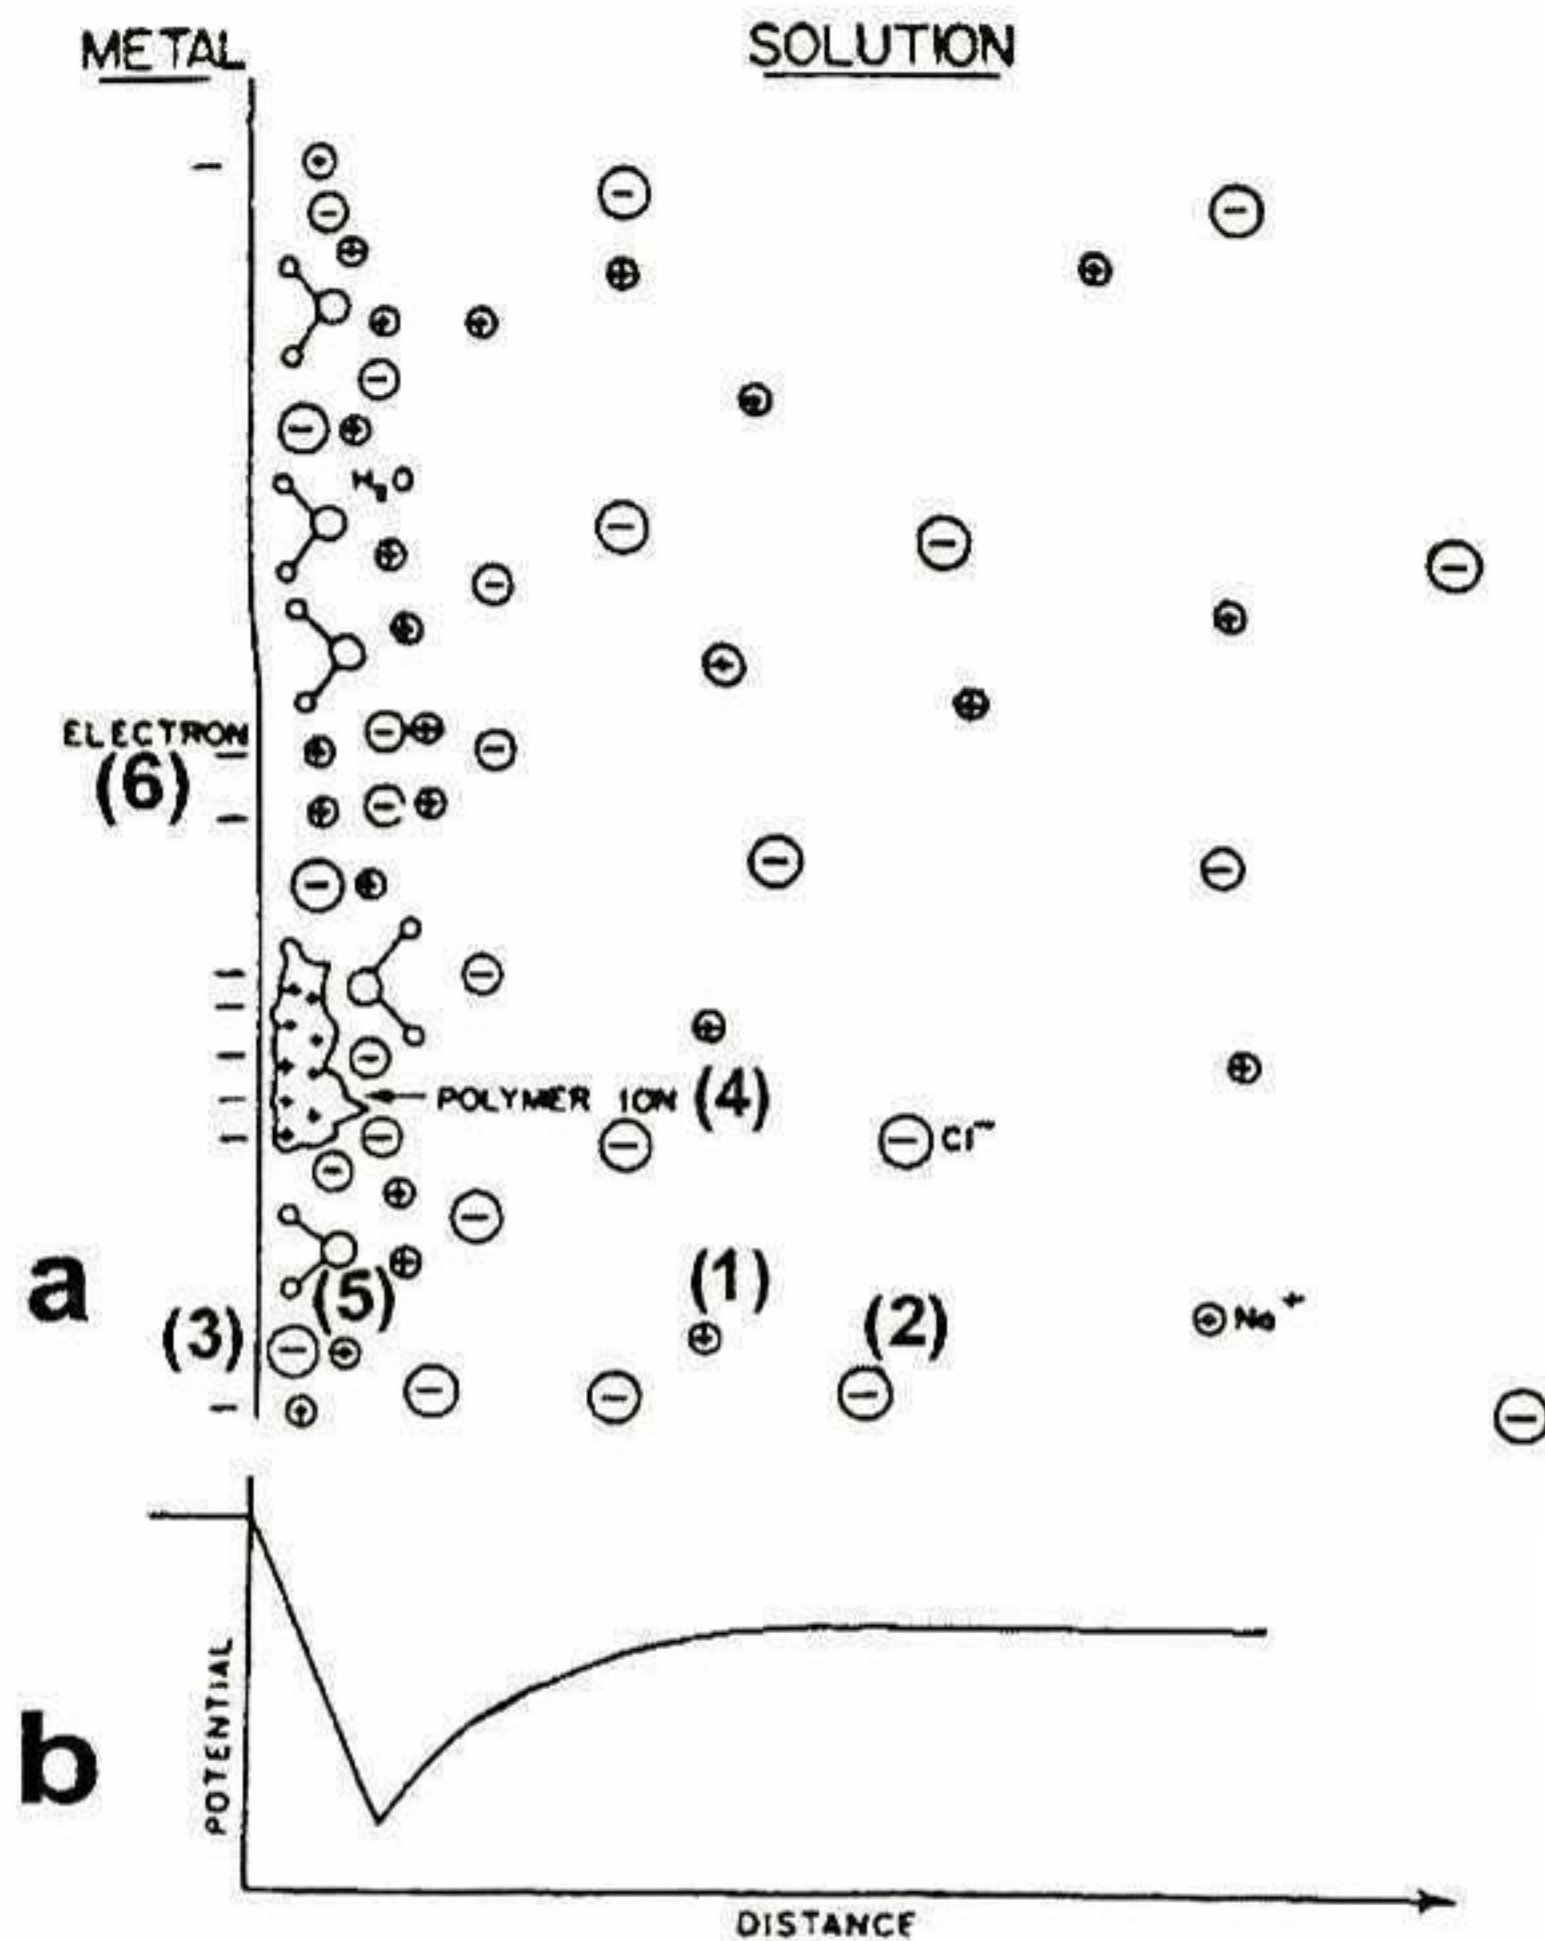 METAL
SOLUTION
H2O
ELECTRON
(6)
POLYMER ION (4)
Cl−
a
(1)
(5)
(2)
(3)
Na+
b
POTENTIAL
DISTANCE